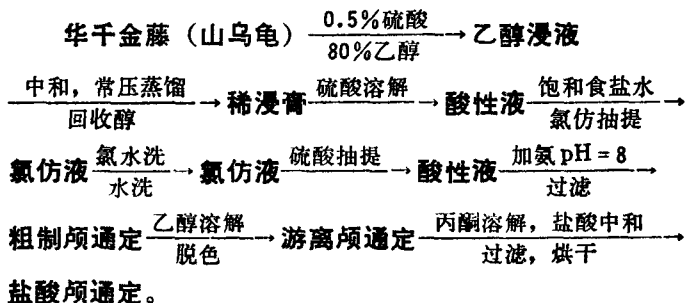 华千金藤（山乌龟） 0.5%硫酸 80%乙醇 → 乙醇浸液
中和，常压蒸馏 回收醇 → 稀浸膏 硫酸溶解 → 酸性液 饱和食盐水 氯仿抽提
氯仿液 氯水洗 水洗 → 氯仿液 硫酸抽提 → 酸性液 加氨pH=8 过滤 →
粗制颅通定 乙醇溶解 脱色 → 游离颅通定 丙酮溶解，盐酸中和 过滤，烘干 →
盐酸颅通定。